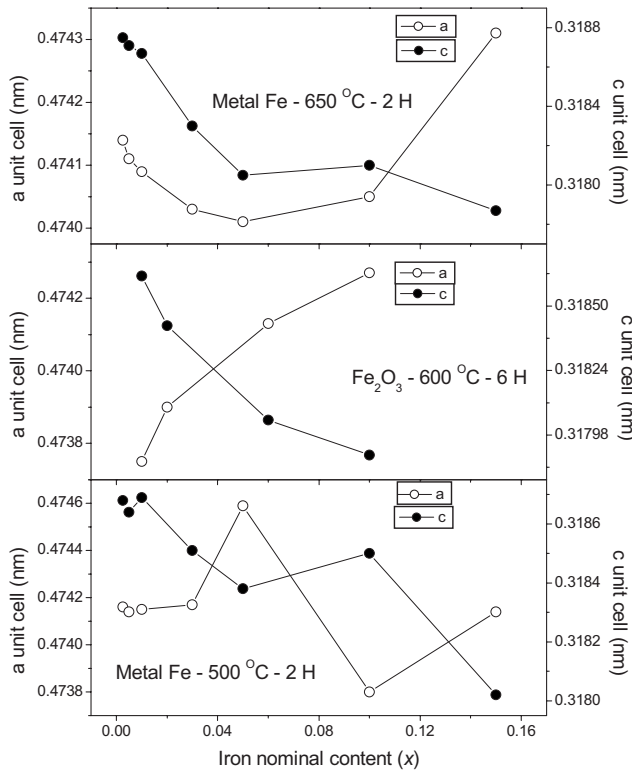 a
c
Metal Fe - 650 °C - 2 H
a unit cell (nm)
0.4743
0.4742
0.4741
0.4740
c unit cell (nm)
0.3188
0.3184
0.3180
a
c
Fe₂O₃ - 600 °C - 6 H
a unit cell (nm)
0.4742
0.4740
0.4738
c unit cell (nm)
0.31850
0.31824
0.31798
a
c
Metal Fe - 500 °C - 2 H
a unit cell (nm)
0.4746
0.4744
0.4742
0.4740
0.4738
c unit cell (nm)
0.3186
0.3184
0.3182
0.3180
0.00 0.04 0.08 0.12 0.16
Iron nominal content (x)